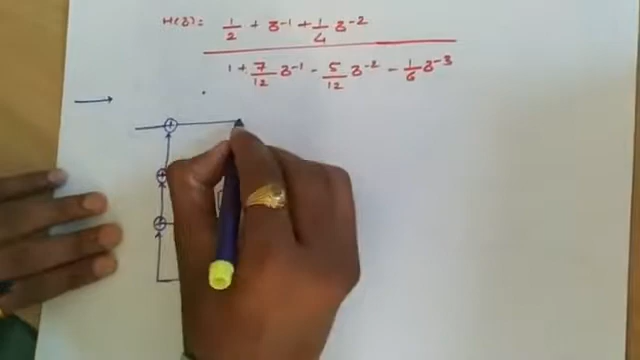 H(z) = 1/2 + z⁻¹ + 1/4 z⁻²
1 + 7/12 z⁻¹ - 5/12 z⁻² - 1/6 z⁻³